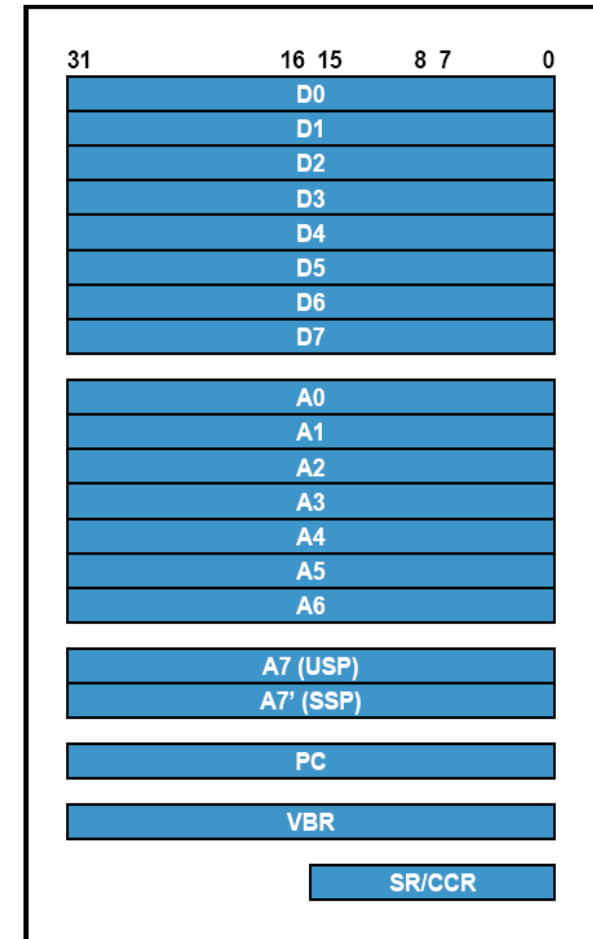 31 16 15 8 7 0
D0
D1
D2
D3
D4
D5
D6
D7
A0
A1
A2
A3
A4
A5
A6
A7 (USP)
A7’ (SSP)
PC
VBR
SR/CCR